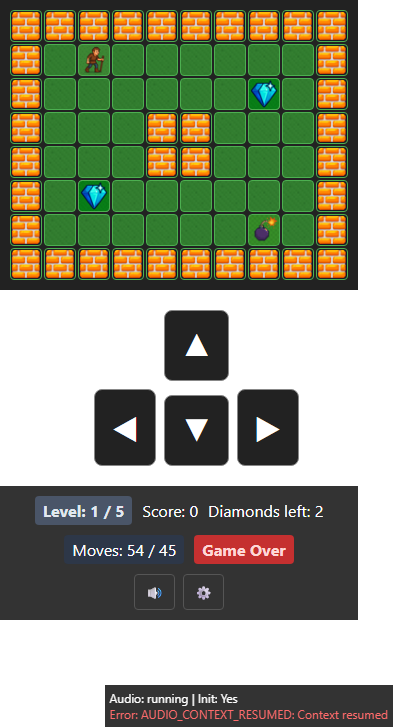 Level: 1 / 5 Score: 0 Diamonds left: 2
Moves: 54 / 45 Game Over
Audio: running | Init: Yes
Error: AUDIO_CONTEXT_RESUMED: Context resumed